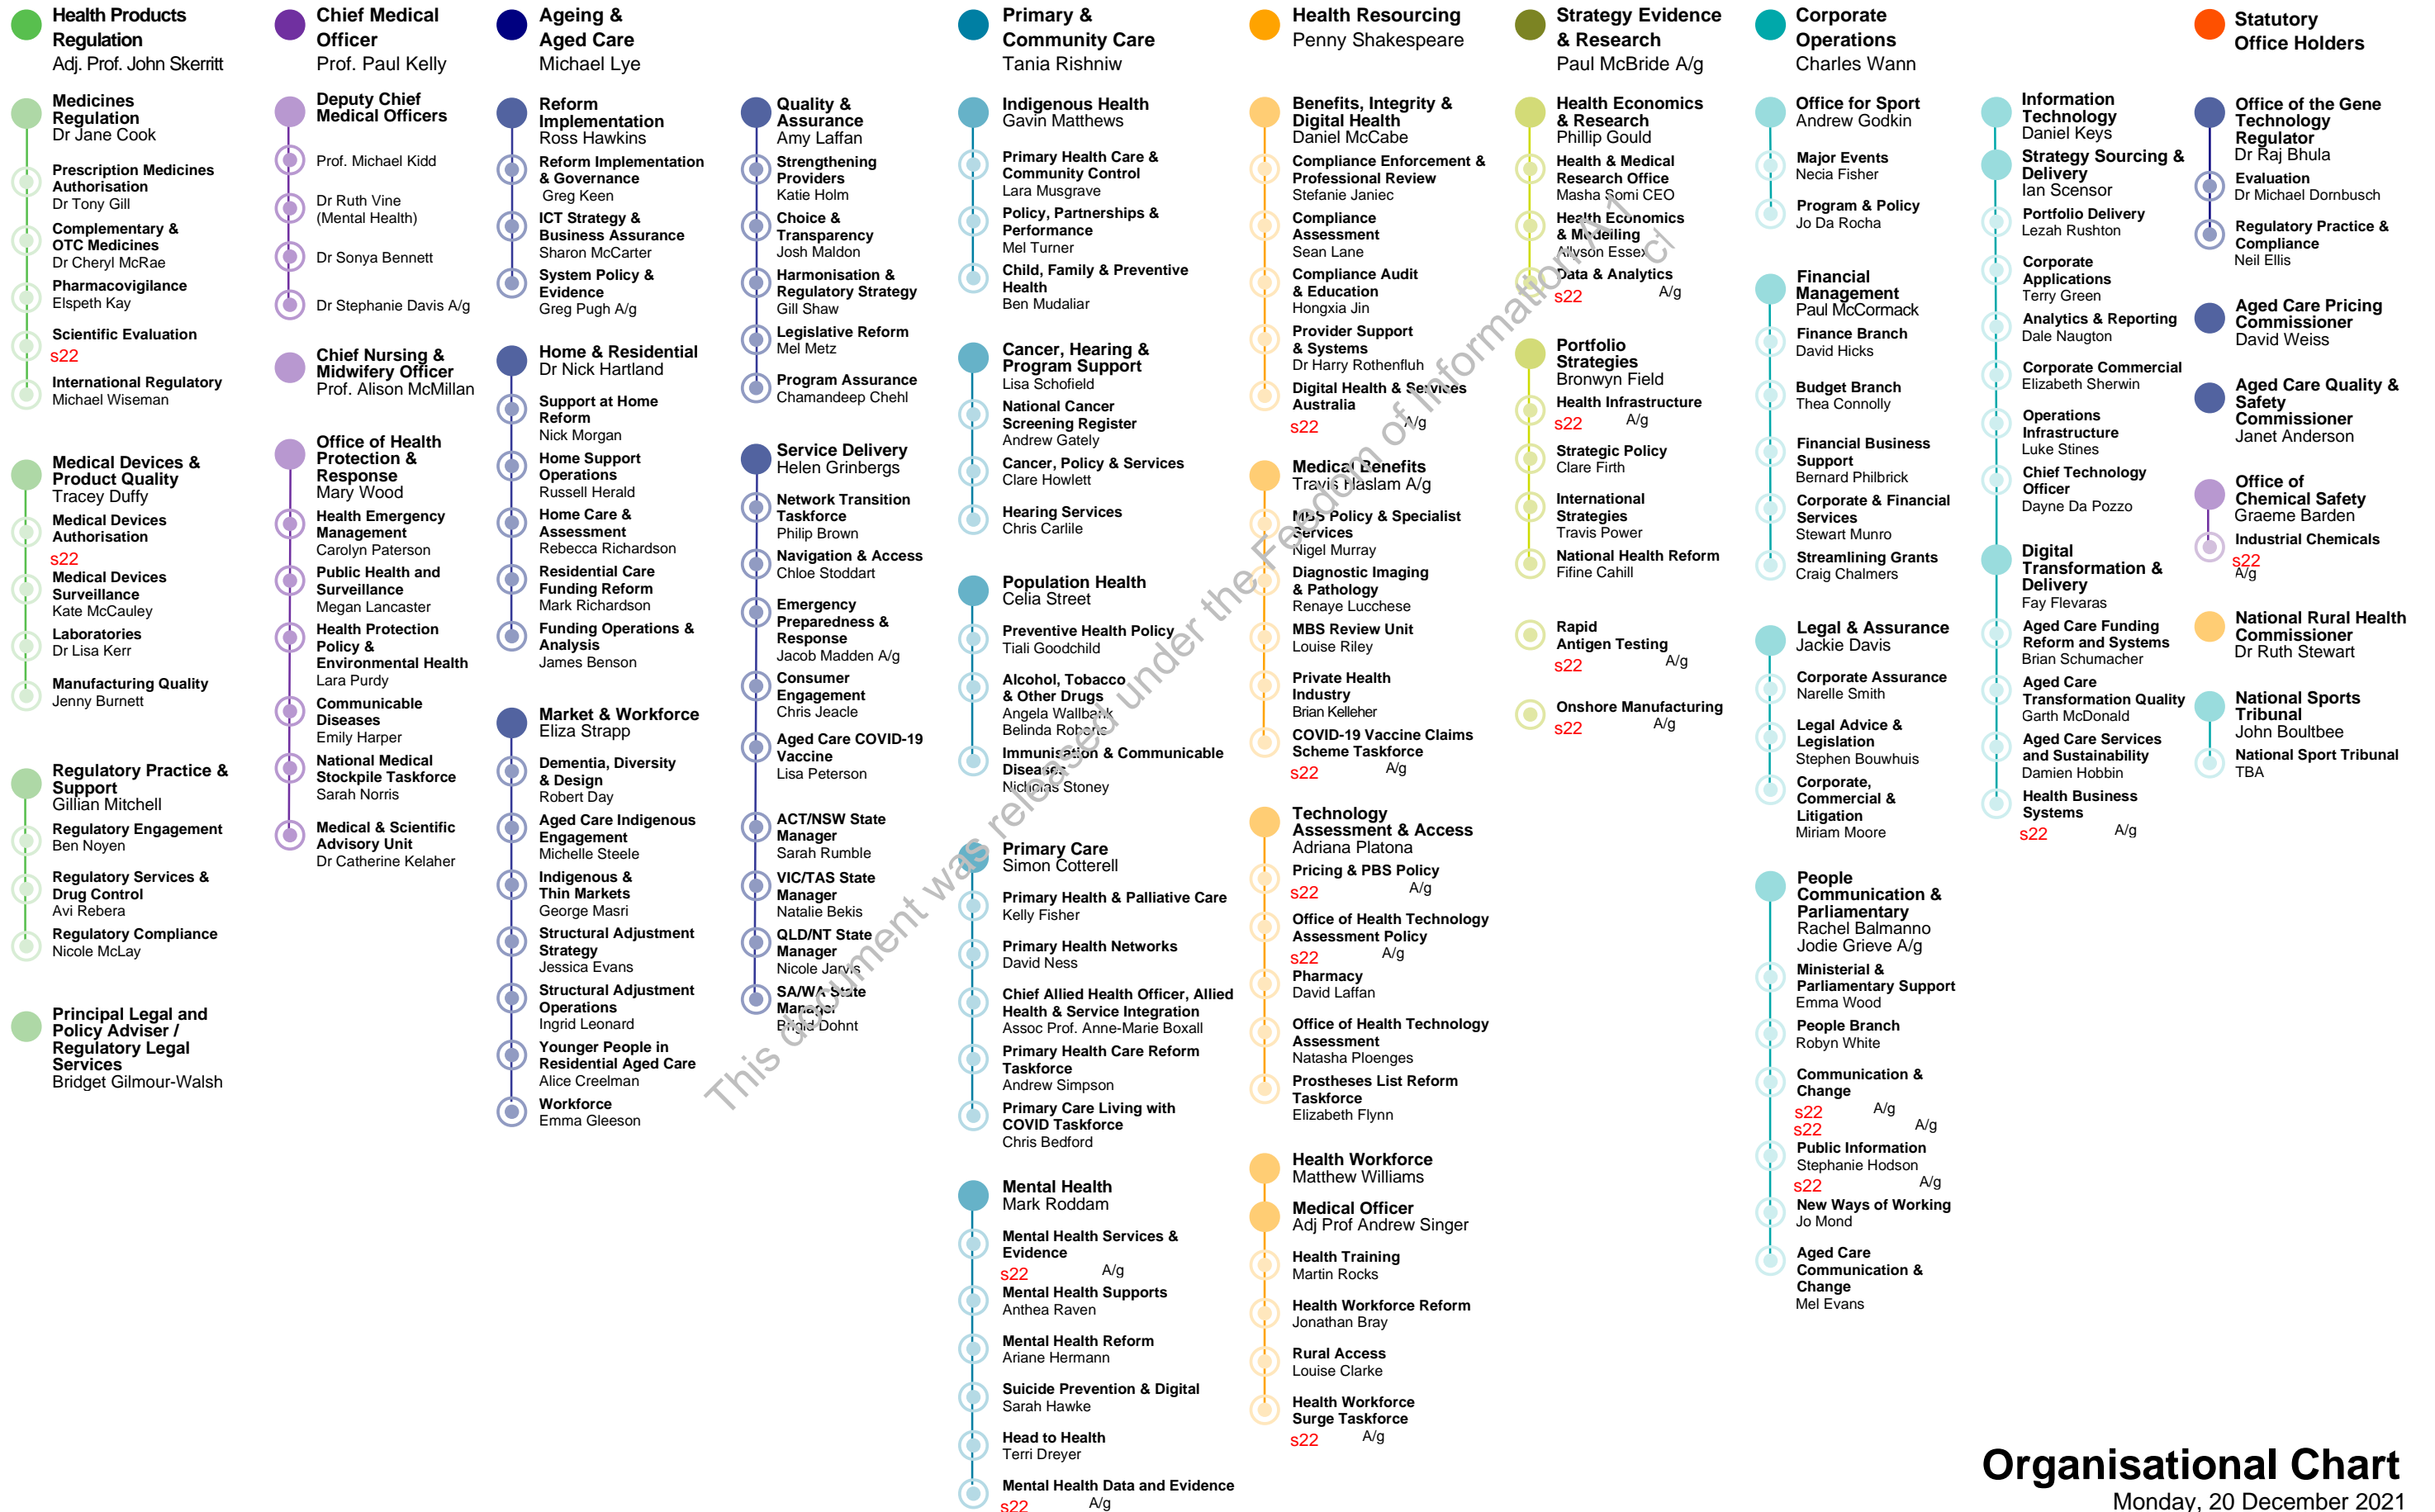 Health Products
Regulation
Adj. Prof. John Skerritt
Medicines
Regulation
Dr Jane Cook
Prescription Medicines
Authorisation
Dr Tony Gill
Complementary &
OTC Medicines
Dr Cheryl McRae
Pharmacovigilance
Elspeth Kay
Scientific Evaluation
s22
International Regulatory
Michael Wiseman
Medical Devices &
Product Quality
Tracey Duffy
Medical Devices
Authorisation
s22
Medical Devices
Surveillance
Kate McCauley
Laboratories
Dr Lisa Kerr
Manufacturing Quality
Jenny Burnett
Regulatory Practice &
Support
Gillian Mitchell
Regulatory Engagement
Ben Noyen
Regulatory Services &
Drug Control
Avi Rebera
Regulatory Compliance
Nicole McLay
Principal Legal and
Policy Adviser /
Regulatory Legal
Services
Bridget Gilmour-Walsh
Chief Medical
Officer
Prof. Paul Kelly
Deputy Chief
Medical Officers
Prof. Michael Kidd
Dr Ruth Vine
(Mental Health)
Dr Sonya Bennett
Dr Stephanie Davis A/g
Chief Nursing &
Midwifery Officer
Prof. Alison McMillan
Office of Health
Protection &
Response
Mary Wood
Health Emergency
Management
Carolyn Paterson
Public Health and
Surveillance
Megan Lancaster
Health Protection
Policy &
Environmental Health
Lara Purdy
Communicable
Diseases
Emily Harper
National Medical
Stockpile Taskforce
Sarah Norris
Medical & Scientific
Advisory Unit
Dr Catherine Kelaher
Ageing &
Aged Care
Michael Lye
Reform
Implementation
Ross Hawkins
Reform Implementation
& Governance
Greg Keen
ICT Strategy &
Business Assurance
Sharon McCarter
System Policy &
Evidence
Greg Pugh A/g
Home & Residential
Dr Nick Hartland
Support at Home
Reform
Nick Morgan
Home Support
Operations
Russell Herald
Home Care &
Assessment
Rebecca Richardson
Residential Care
Funding Reform
Mark Richardson
Funding Operations &
Analysis
James Benson
Market & Workforce
Eliza Strapp
Dementia, Diversity
& Design
Robert Day
Aged Care Indigenous
Engagement
Michelle Steele
Indigenous &
Thin Markets
George Masri
Structural Adjustment
Strategy
Jessica Evans
Structural Adjustment
Operations
Ingrid Leonard
Younger People in
Residential Aged Care
Alice Creelman
Workforce
Emma Gleeson
Quality &
Assurance
Amy Laffan
Strengthening
Providers
Katie Holm
Choice &
Transparency
Josh Maldon
Harmonisation &
Regulatory Strategy
Gill Shaw
Legislative Reform
Mel Metz
Program Assurance
Chamandeep Chehl
Service Delivery
Helen Grinbergs
Network Transition
Taskforce
Philip Brown
Navigation & Access
Chloe Stoddart
Emergency
Preparedness &
Response
Jacob Madden A/g
Consumer
Engagement
Chris Jeacle
Aged Care COVID-19
Vaccine
Lisa Peterson
ACT/NSW State
Manager
Sarah Rumble
VIC/TAS State
Manager
Natalie Bekis
QLD/NT State
Manager
Nicole Jarvis
SA/WA State
Manager
Brigid Dohnt
Primary &
Community Care
Tania Rishniw
Indigenous Health
Gavin Matthews
Primary Health Care &
Community Control
Lara Musgrave
Policy, Partnerships &
Performance
Mel Turner
Child, Family & Preventive
Health
Ben Mudaliar
Cancer, Hearing &
Program Support
Lisa Schofield
National Cancer
Screening Register
Andrew Gately
Cancer, Policy & Services
Clare Howlett
Hearing Services
Chris Carlile
Population Health
Celia Street
Preventive Health Policy
Tiali Goodchild
Alcohol, Tobacco
& Other Drugs
Angela Wallbank
Belinda Roberts
Immunisation & Communicable
Diseases
Nicholas Stoney
Primary Care
Simon Cotterell
Primary Health & Palliative Care
Kelly Fisher
Primary Health Networks
David Ness
Chief Allied Health Officer, Allied
Health & Service Integration
Assoc Prof. Anne-Marie Boxall
Primary Health Care Reform
Taskforce
Andrew Simpson
Primary Care Living with
COVID Taskforce
Chris Bedford
Mental Health
Mark Roddam
Mental Health Services &
Evidence
s22 A/g
Mental Health Supports
Anthea Raven
Mental Health Reform
Ariane Hermann
Suicide Prevention & Digital
Sarah Hawke
Head to Health
Terri Dreyer
Mental Health Data and Evidence
s22 A/g
Health Resourcing
Penny Shakespeare
Benefits, Integrity &
Digital Health
Daniel McCabe
Compliance Enforcement &
Professional Review
Stefanie Janiec
Compliance
Assessment
Sean Lane
Compliance Audit
& Education
Hongxia Jin
Provider Support
& Systems
Dr Harry Rothenfluh
Digital Health & Services
Australia
s22 A/g
Medical Benefits
Travis Haslam A/g
MBS Policy & Specialist
Services
Nigel Murray
Diagnostic Imaging
& Pathology
Renaye Lucchese
MBS Review Unit
Louise Riley
Private Health
Industry
Brian Kelleher
COVID-19 Vaccine Claims
Scheme Taskforce
s22 A/g
Technology
Assessment & Access
Adriana Platona
Pricing & PBS Policy
s22 A/g
Office of Health Technology
Assessment Policy
s22 A/g
Pharmacy
David Laffan
Office of Health Technology
Assessment
Natasha Ploenges
Prostheses List Reform
Taskforce
Elizabeth Flynn
Health Workforce
Matthew Williams
Medical Officer
Adj Prof Andrew Singer
Health Training
Martin Rocks
Health Workforce Reform
Jonathan Bray
Rural Access
Louise Clarke
Health Workforce
Surge Taskforce
s22 A/g
Strategy Evidence
& Research
Paul McBride A/g
Health Economics
& Research
Phillip Gould
Health & Medical
Research Office
Masha Somi CEO
Health Economics
& Modelling
Allyson Essex
Data & Analytics
s22 A/g
Portfolio
Strategies
Bronwyn Field
Health Infrastructure
s22 A/g
Strategic Policy
Clare Firth
International
Strategies
Travis Power
National Health Reform
Fifine Cahill
Rapid
Antigen Testing
s22 A/g
Onshore Manufacturing
s22 A/g
Corporate
Operations
Charles Wann
Office for Sport
Andrew Godkin
Major Events
Necia Fisher
Program & Policy
Jo Da Rocha
Financial
Management
Paul McCormack
Finance Branch
David Hicks
Budget Branch
Thea Connolly
Financial Business
Support
Bernard Philbrick
Corporate & Financial
Services
Stewart Munro
Streamlining Grants
Craig Chalmers
Legal & Assurance
Jackie Davis
Corporate Assurance
Narelle Smith
Legal Advice &
Legislation
Stephen Bouwhuis
Corporate,
Commercial &
Litigation
Miriam Moore
People
Communication &
Parliamentary
Rachel Balmanno
Jodie Grieve A/g
Ministerial &
Parliamentary Support
Emma Wood
People Branch
Robyn White
Communication &
Change
s22 A/g
s22 A/g
Public Information
Stephanie Hodson
s22 A/g
New Ways of Working
Jo Mond
Aged Care
Communication &
Change
Mel Evans
Information
Technology
Daniel Keys
Strategy Sourcing &
Delivery
Ian Scensor
Portfolio Delivery
Lezah Rushton
Corporate
Applications
Terry Green
Analytics & Reporting
Dale Naugton
Corporate Commercial
Elizabeth Sherwin
Operations
Infrastructure
Luke Stines
Chief Technology
Officer
Dayne Da Pozzo
Digital
Transformation &
Delivery
Fay Flevaras
Aged Care Funding
Reform and Systems
Brian Schumacher
Aged Care
Transformation Quality
Garth McDonald
Aged Care Services
and Sustainability
Damien Hobbin
Health Business
Systems
s22 A/g
Statutory
Office Holders
Office of the Gene
Technology
Regulator
Dr Raj Bhula
Evaluation
Dr Michael Dornbusch
Regulatory Practice &
Compliance
Neil Ellis
Aged Care Pricing
Commissioner
David Weiss
Aged Care Quality &
Safety
Commissioner
Janet Anderson
Office of
Chemical Safety
Graeme Barden
Industrial Chemicals
s22
A/g
National Rural Health
Commissioner
Dr Ruth Stewart
National Sports
Tribunal
John Boultbee
National Sport Tribunal
TBA
This document was released under the Freedom of Information A
Organisational Chart
Monday, 20 December 2021